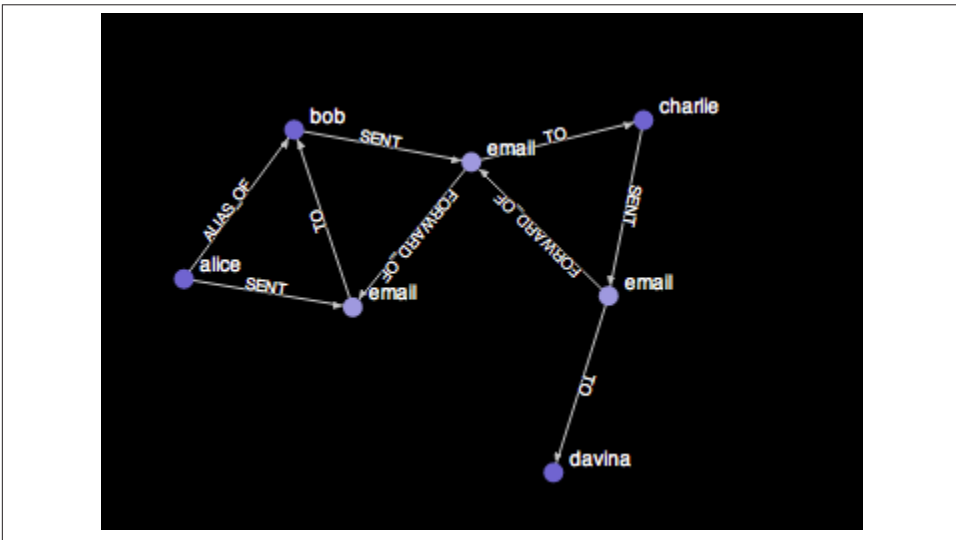 charlie
bob
SENT
email
TO
ALIAS_OF
TO
FORWARD_OF
FORWARD_OF
SENT
alice
SENT
email
email
TO
davina